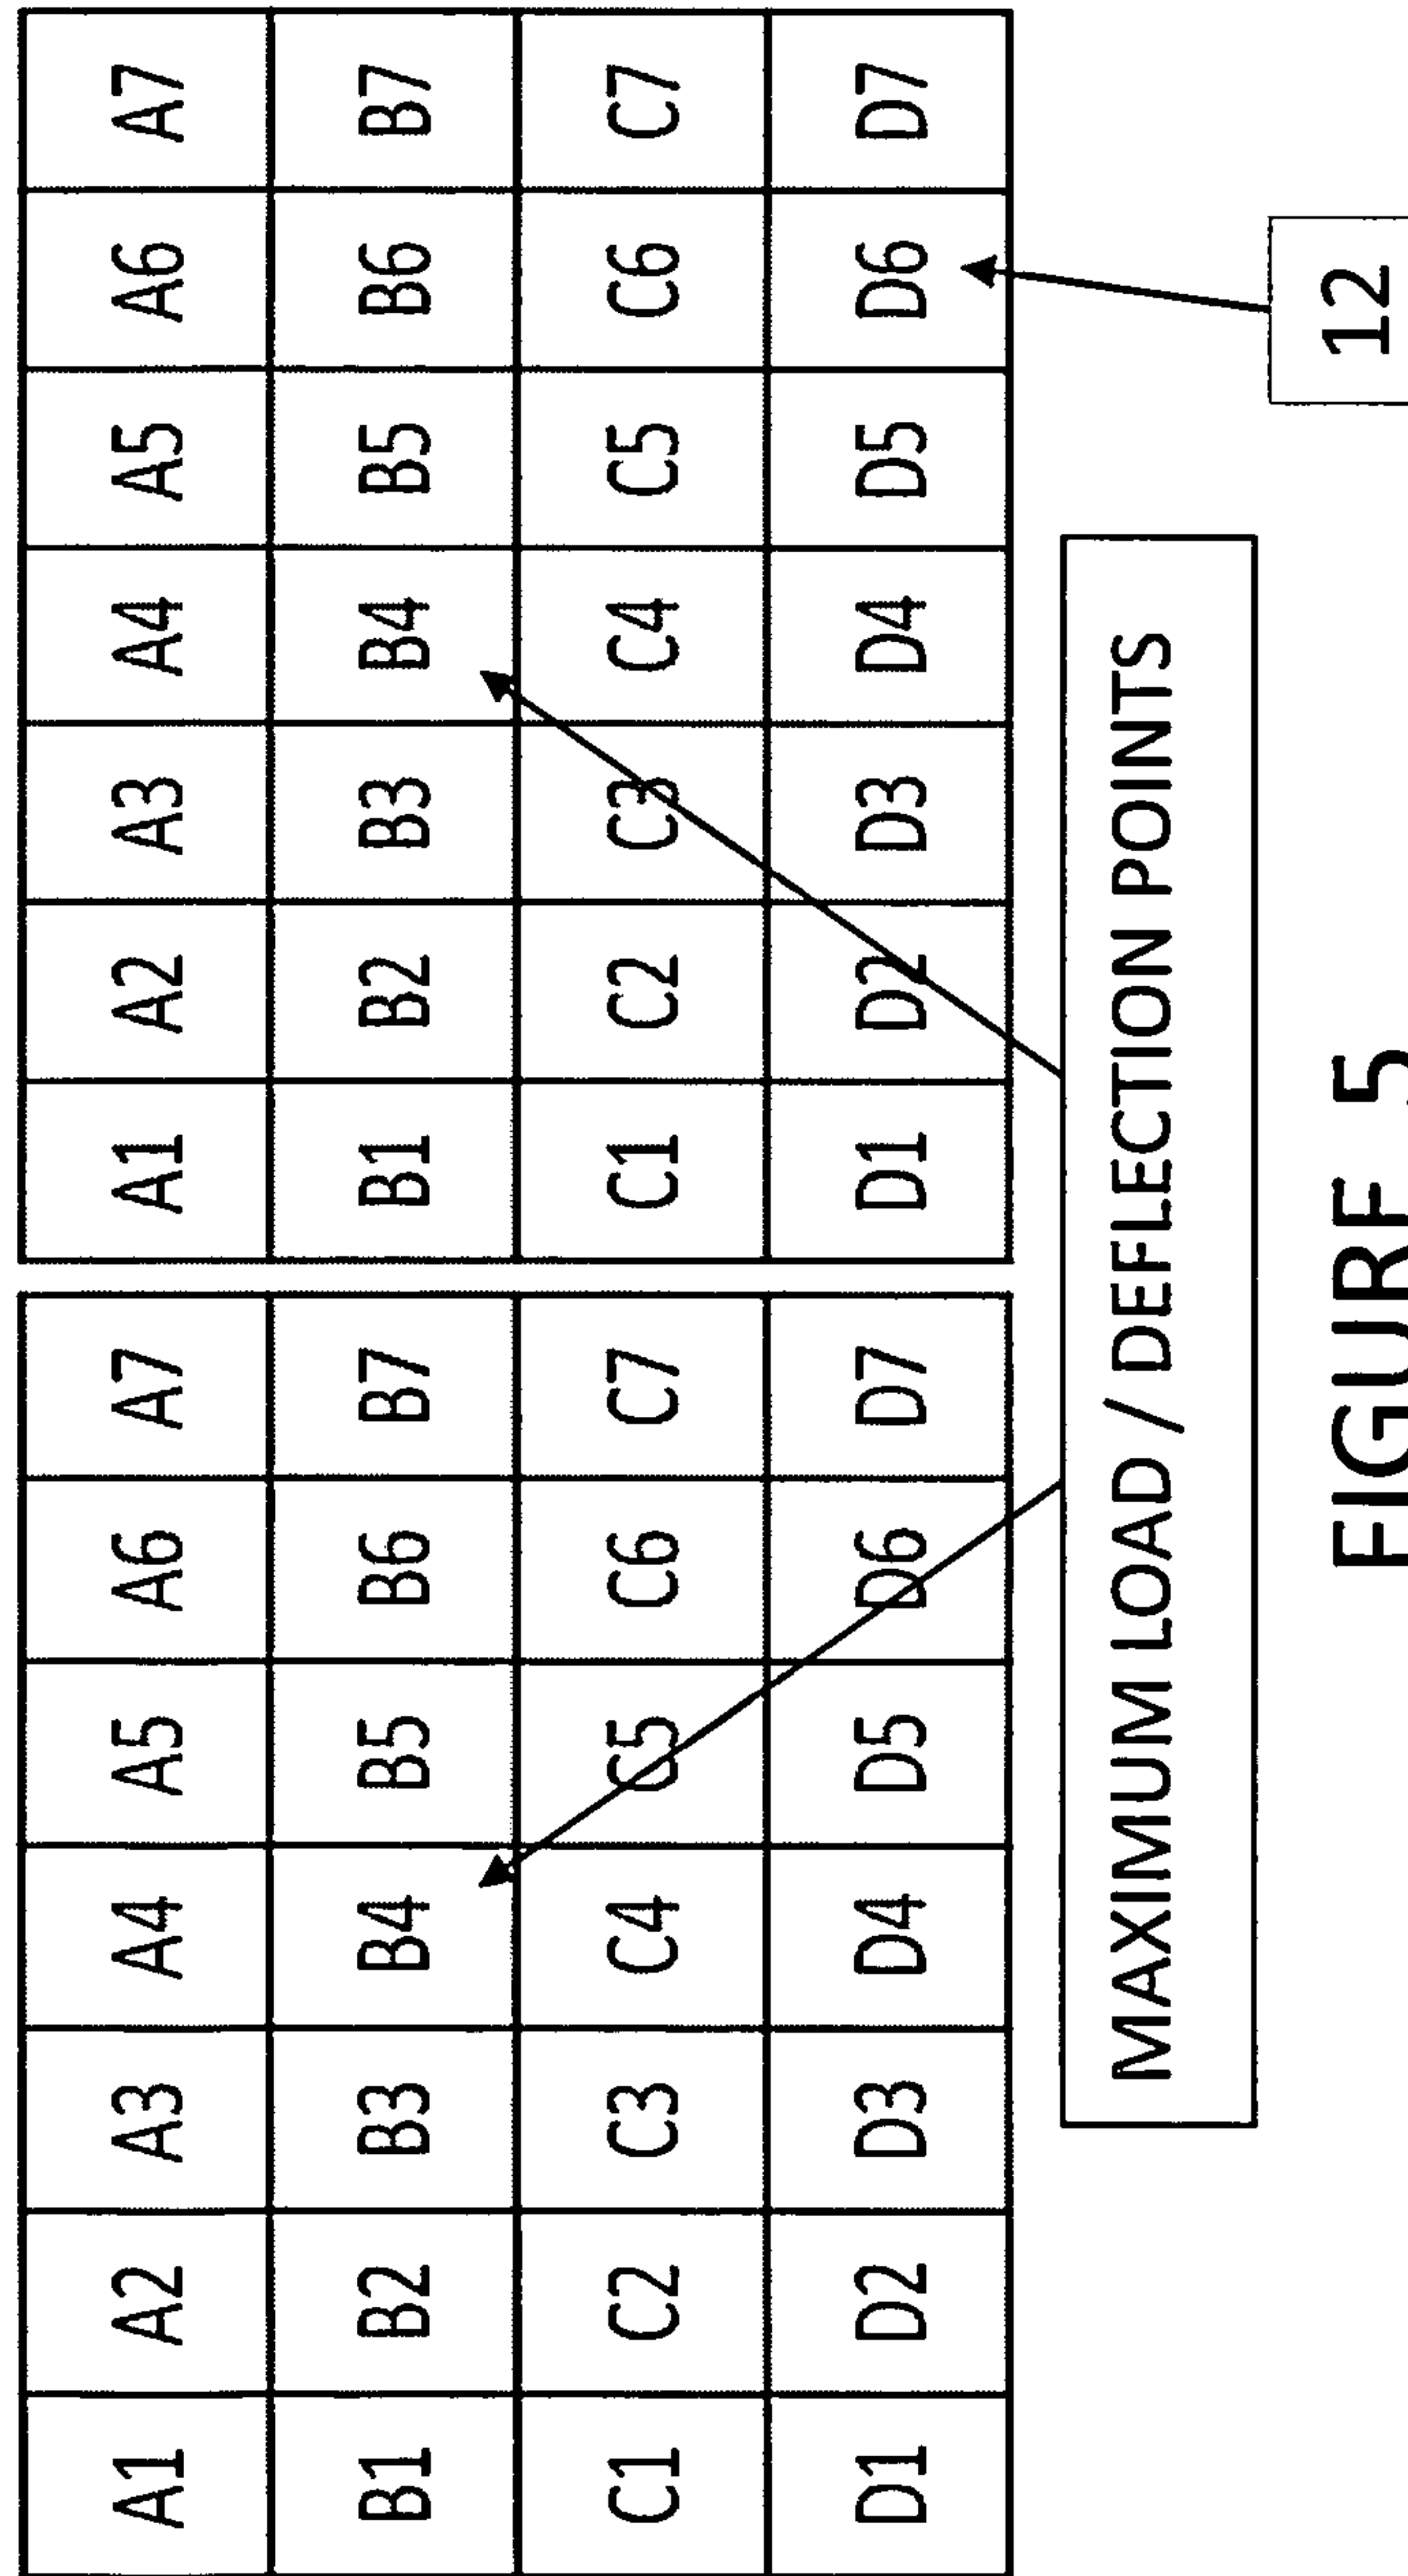 A1 A2 A3 A4 A5 A6 A7 A1 A2 A3 A4 A5 A6 A7
B1 B2 B3 B4 B5 B6 B7 B1 B2 B3 B4 B5 B6 B7
C1 C2 C3 C4 C5 C6 C7 C1 C2 C3 C4 C5 C6 C7
D1 D2 D3 D4 D5 D6 D7 D1 D2 D3 D4 D5 D6 D7
MAXIMUM LOAD / DEFLECTION POINTS
12
FIGURE 5